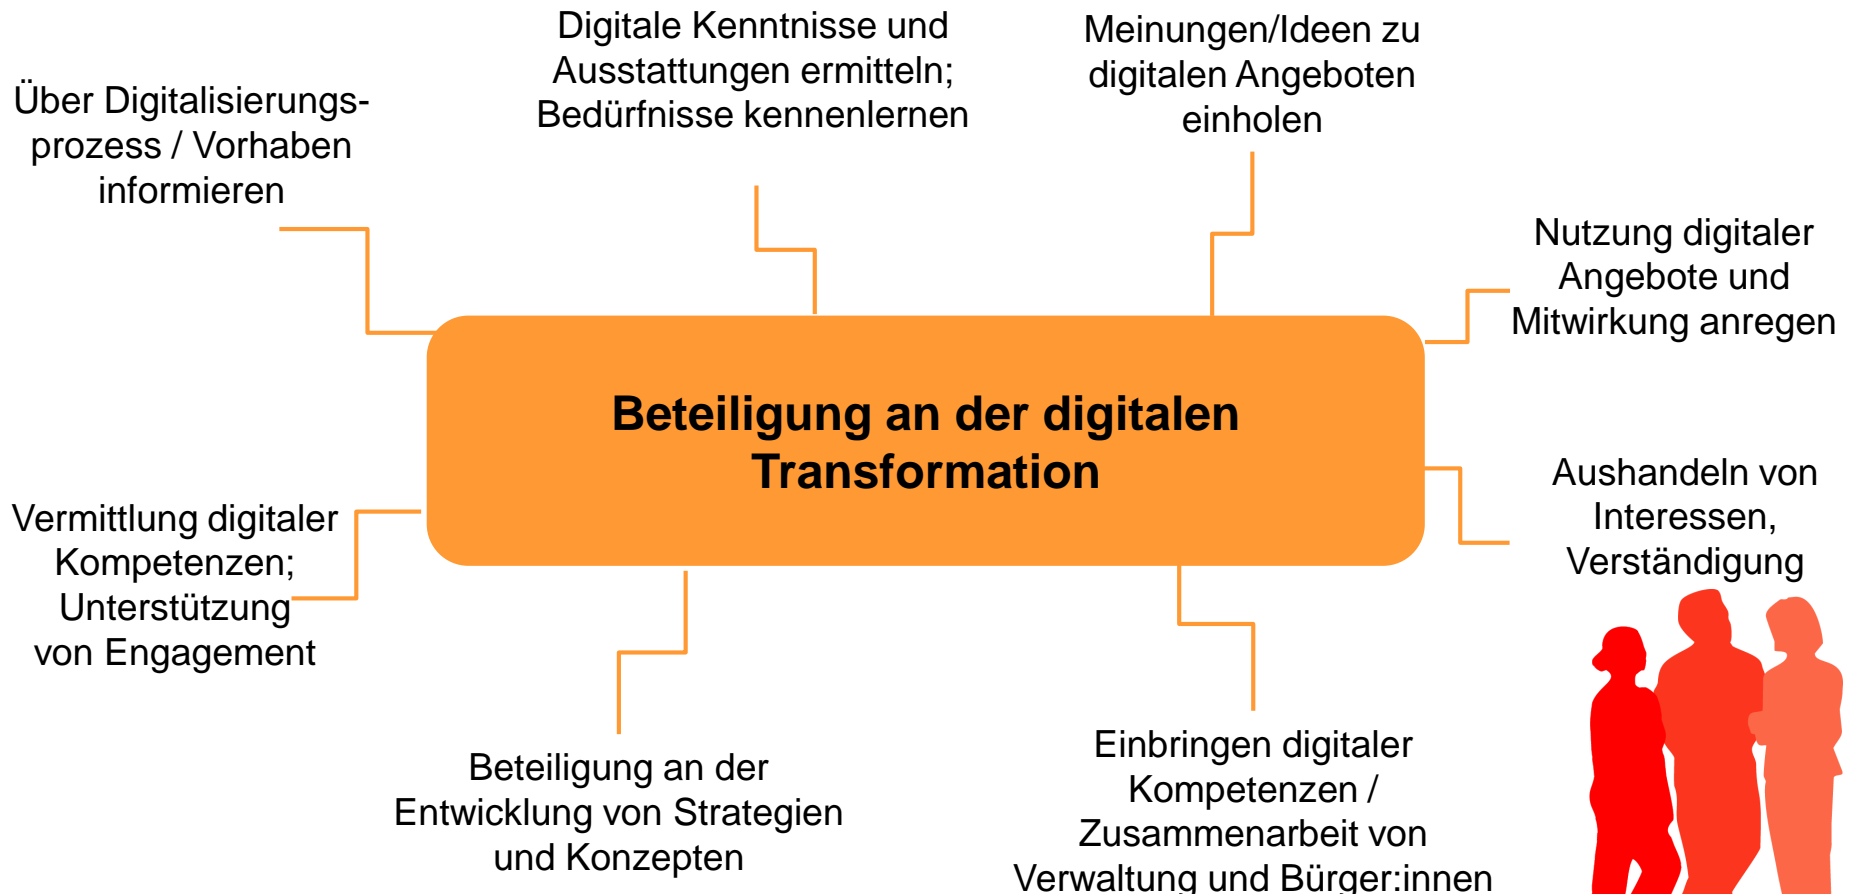 Über Digitalisierungs-
prozess / Vorhaben
informieren
Digitale Kenntnisse und
Ausstattungen ermitteln;
Bedürfnisse kennenlernen
Meinungen/Ideen zu
digitalen Angeboten
einholen
Nutzung digitaler
Angebote und
Mitwirkung anregen
Beteiligung an der digitalen
Transformation
Aushandeln von
Interessen,
Verständigung
Vermittlung digitaler
Kompetenzen;
Unterstützung
von Engagement
Beteiligung an der
Entwicklung von Strategien
und Konzepten
Einbringen digitaler
Kompetenzen /
Zusammenarbeit von
Verwaltung und Bürger:innen